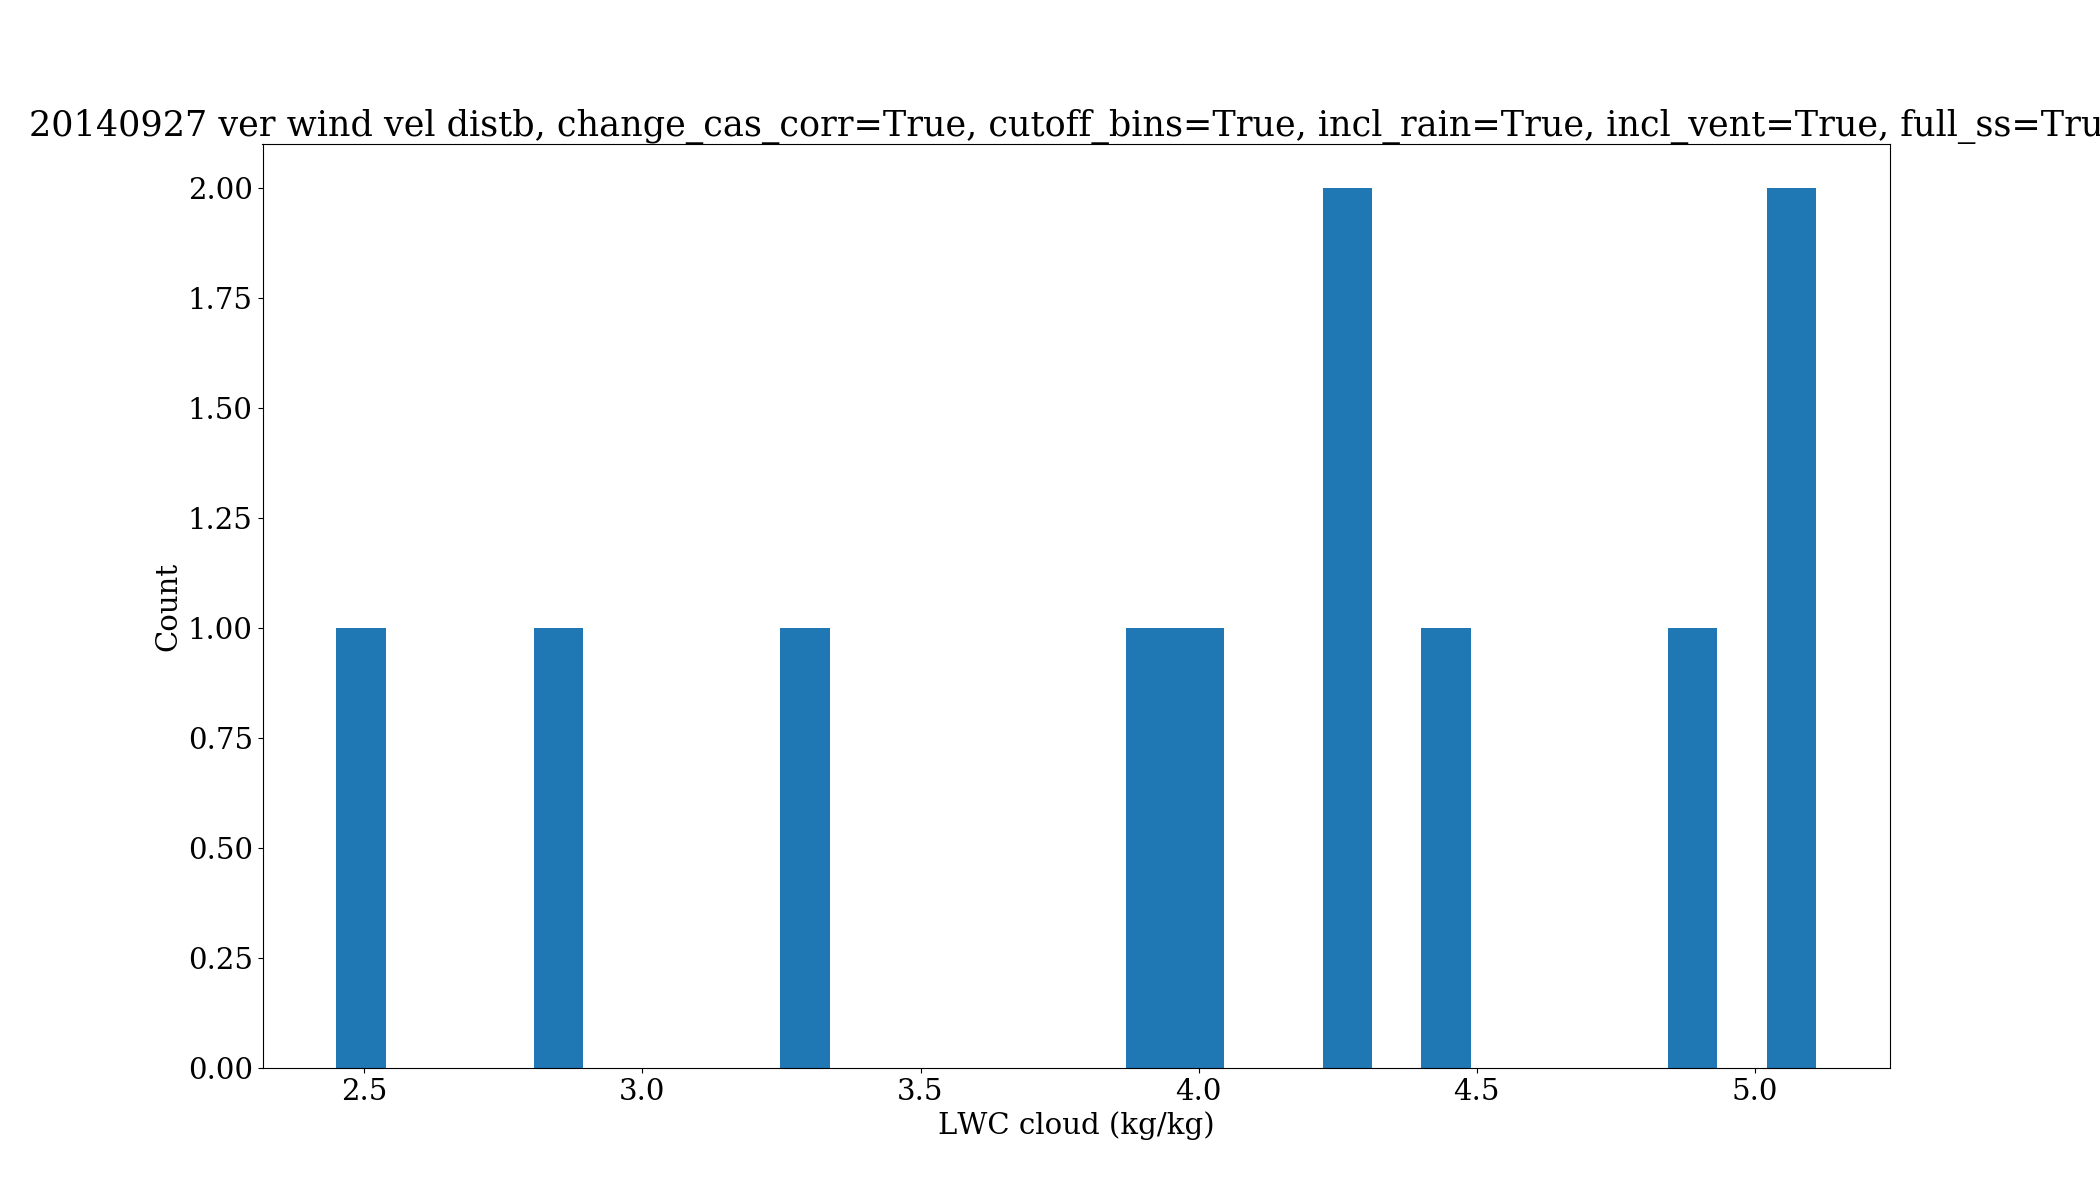 20140927 ver wind vel distb, change_cas_corr=True, cutoff_bins=True, incl_rain=True, incl_vent=True, full_ss=Tru
2.00
1.75
1.50
1.25
1.00
0.75
0.50
0.25
0.00
Count
2.5 3.0 3.5 4.0 4.5 5.0
LWC cloud (kg/kg)